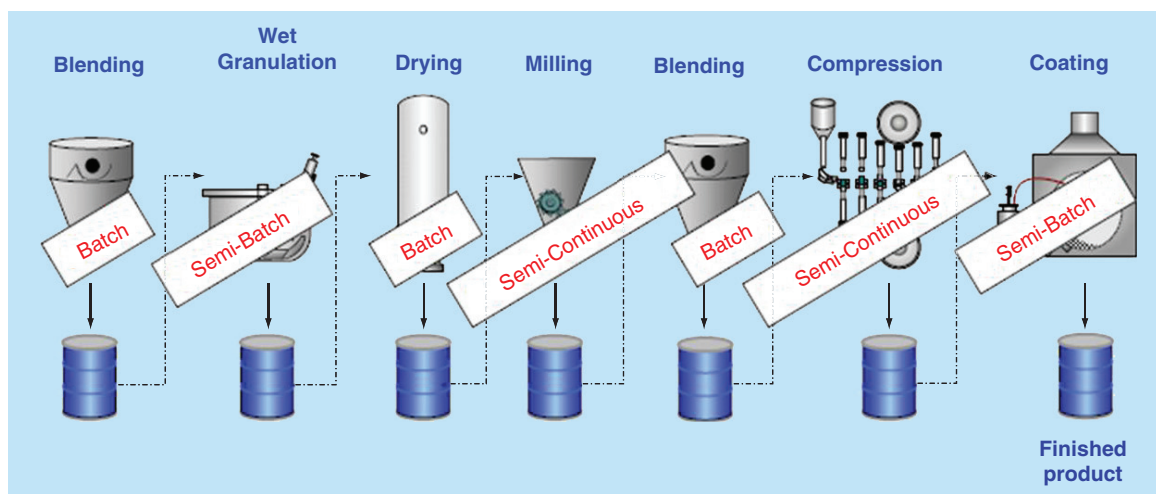 Blending
Wet
Granulation
Drying
Milling
Blending
Compression
Coating
Batch
Semi-Batch
Batch
Semi-Continuous
Batch
Semi-Continuous
Semi-Batch
Finished
product